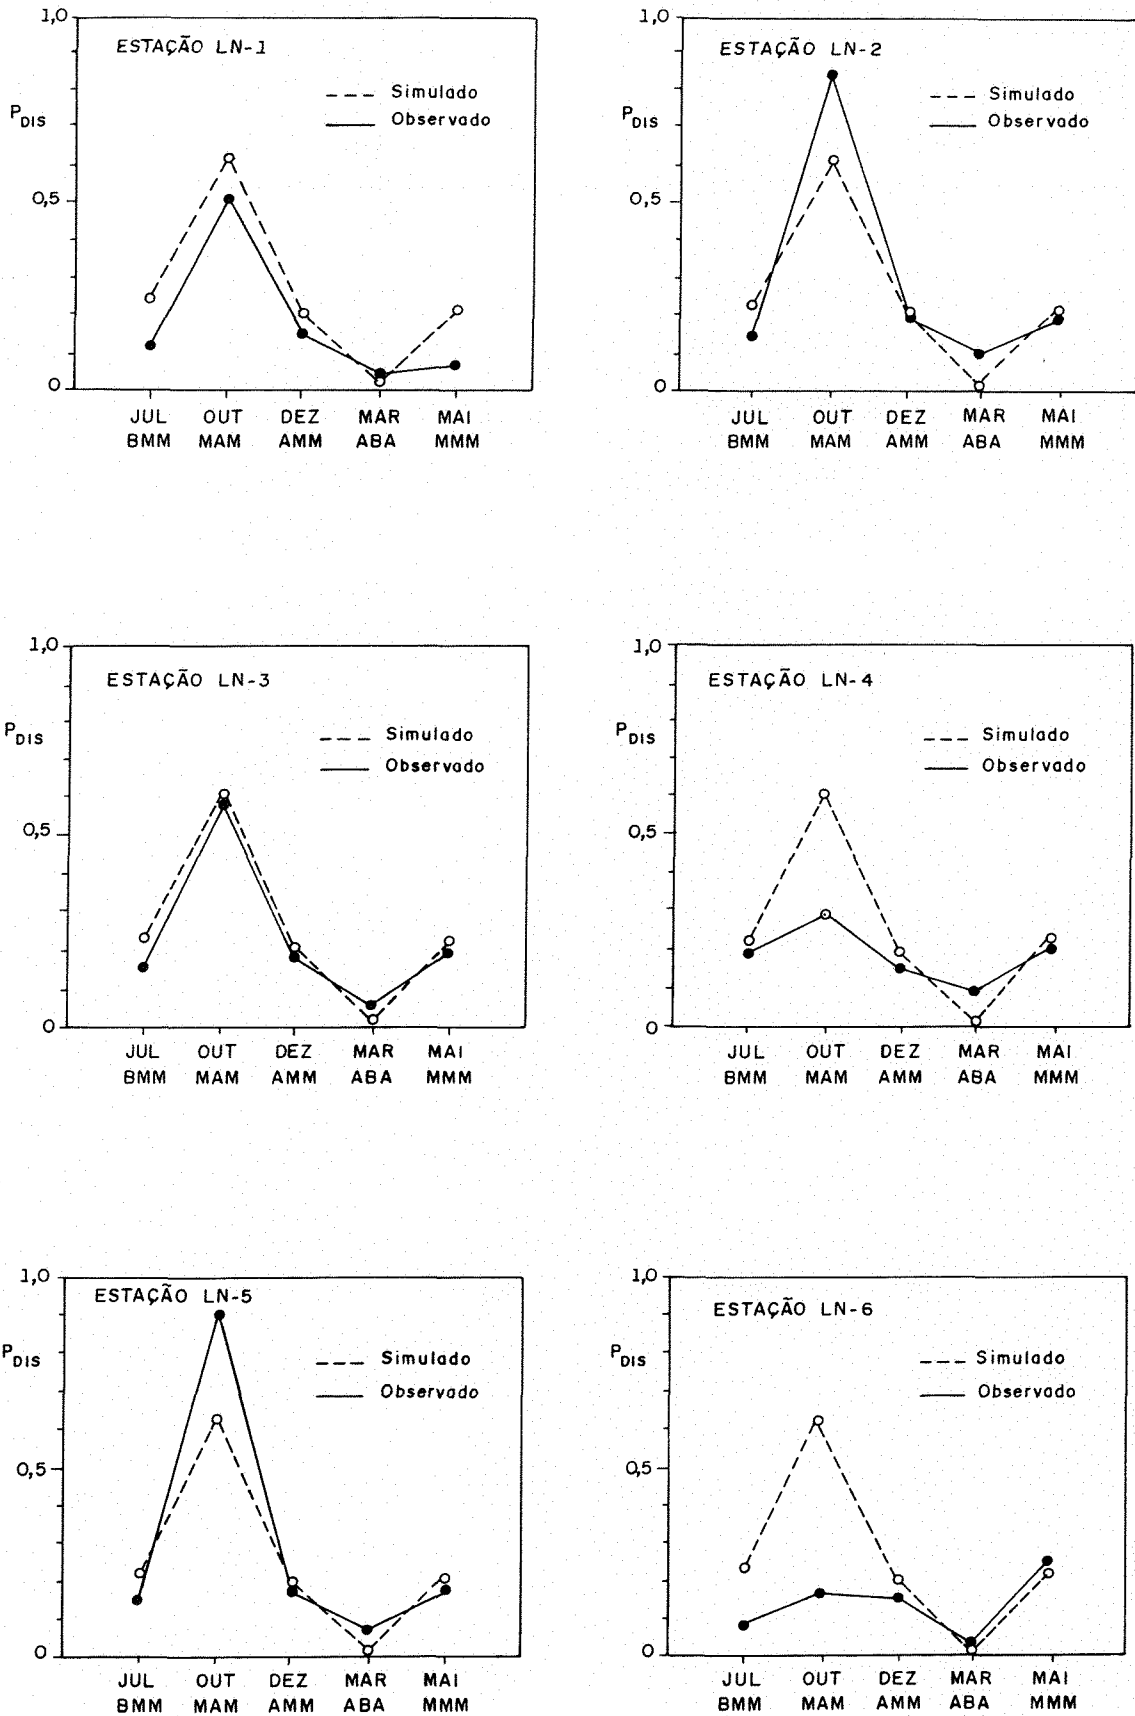 1,0
ESTAÇÃO LN-1
Simulado
Observado
P_DIS
0,5
0
JUL OUT DEZ MAR MAI
BMM MAM AMM ABA MMM
1,0
ESTAÇÃO LN-2
Simulado
Observado
P_DIS
0,5
0
JUL OUT DEZ MAR MAI
BMM MAM AMM ABA MMM
1,0
ESTAÇÃO LN-3
Simulado
Observado
P_DIS
0,5
0
JUL OUT DEZ MAR MAI
BMM MAM AMM ABA MMM
1,0
ESTAÇÃO LN-4
Simulado
Observado
P_DIS
0,5
0
JUL OUT DEZ MAR MAI
BMM MAM AMM ABA MMM
1,0
ESTAÇÃO LN-5
Simulado
Observado
P_DIS
0,5
0
JUL OUT DEZ MAR MAI
BMM MAM AMM ABA MMM
1,0
ESTAÇÃO LN-6
Simulado
Observado
P_DIS
0,5
0
JUL OUT DEZ MAR MAI
BMM MAM AMM ABA MMM